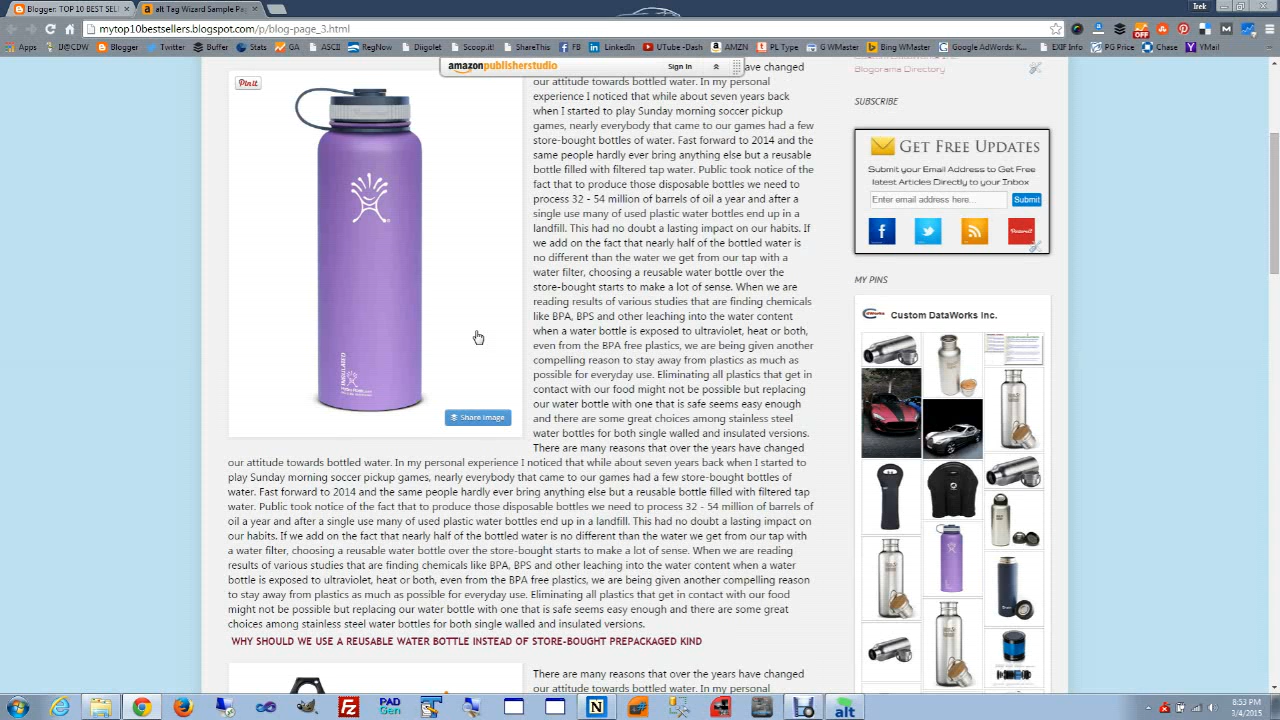 Blogger: TOP 10 BEST SEL
alt Tag Wizard Sample Pa
Irek
mytop10bestsellers.blogspot.com/p/blog-page_3.html
Apps
U@CDW
Blogger
Twitter
Buffer
Stats
GA
ASCII
RegNow
Diigolet
Scoop.it!
ShareThis
FB
LinkedIn
YTube -Dash
AMZN
PL Type
G WMaster
Bing WMaster
Google AdWords: K...
EXIF Info
PG Price
Chase
YMail
amazonpublisherstudio
Sign In
Pin it
have changed
our attitude towards bottled water. In my personal
experience I noticed that while about seven years back
when I started to play Sunday morning soccer pickup
games, nearly everybody that came to our games had a few
store-bought bottles of water. Fast forward to 2014 and the
same people hardly ever bring anything else but a reusable
bottle filled with filtered tap water. Public took notice of the
fact that to produce those disposable bottles we need to
process 32 - 54 million of barrels of oil a year and after a
single use many of used plastic water bottles end up in a
landfill. This had no doubt a lasting impact on our habits. If
we add on the fact that nearly half of the bottled water is
no different than the water we get from our tap with a
water filter, choosing a reusable water bottle over the
store-bought starts to make a lot of sense. When we are
reading results of various studies that are finding chemicals
like BPA, BPS and other leaching into the water content
when a water bottle is exposed to ultraviolet, heat or both,
even from the BPA free plastics, we are being given another
compelling reason to stay away from plastics as much as
possible for everyday use. Eliminating all plastics that get in
contact with our food might not be possible but replacing
our water bottle with one that is safe seems easy enough
and there are some great choices among stainless steel
water bottles for both single walled and insulated versions.
There are many reasons that over the years have changed
our attitude towards bottled water. In my personal experience I noticed that while about seven years back when I started to
play Sunday morning soccer pickup games, nearly everybody that came to our games had a few store-bought bottles of
water. Fast forward to 2014 and the same people hardly ever bring anything else but a reusable bottle filled with filtered tap
water. Public took notice of the fact that to produce those disposable bottles we need to process 32 - 54 million of barrels of
oil a year and after a single use many of used plastic water bottles end up in a landfill. This had no doubt a lasting impact on
our habits. If we add on the fact that nearly half of the bottled water is no different than the water we get from our tap with
a water filter, choosing a reusable water bottle over the store-bought starts to make a lot of sense. When we are reading
results of various studies that are finding chemicals like BPA, BPS and other leaching into the water content when a water
bottle is exposed to ultraviolet, heat or both, even from the BPA free plastics, we are being given another compelling reason
to stay away from plastics as much as possible for everyday use. Eliminating all plastics that get in contact with our food
might not be possible but replacing our water bottle with one that is safe seems easy enough and there are some great
choices among stainless steel water bottles for both single walled and insulated versions.
INSULATED
Share Image
WHY SHOULD WE USE A REUSABLE WATER BOTTLE INSTEAD OF STORE-BOUGHT PREPACKAGED KIND
There are many reasons that over the years have changed
our attitude towards bottled water. In my personal
Blogorama Directory
SUBSCRIBE
GET FREE UPDATES
Submit your Email Address to Get Free
latest Articles Directly to your Inbox
Enter email address here...
Submit
Pinterest
MY PINS
Custom DataWorks Inc.
PAD
Gen
alt
8:53 PM
3/4/2015